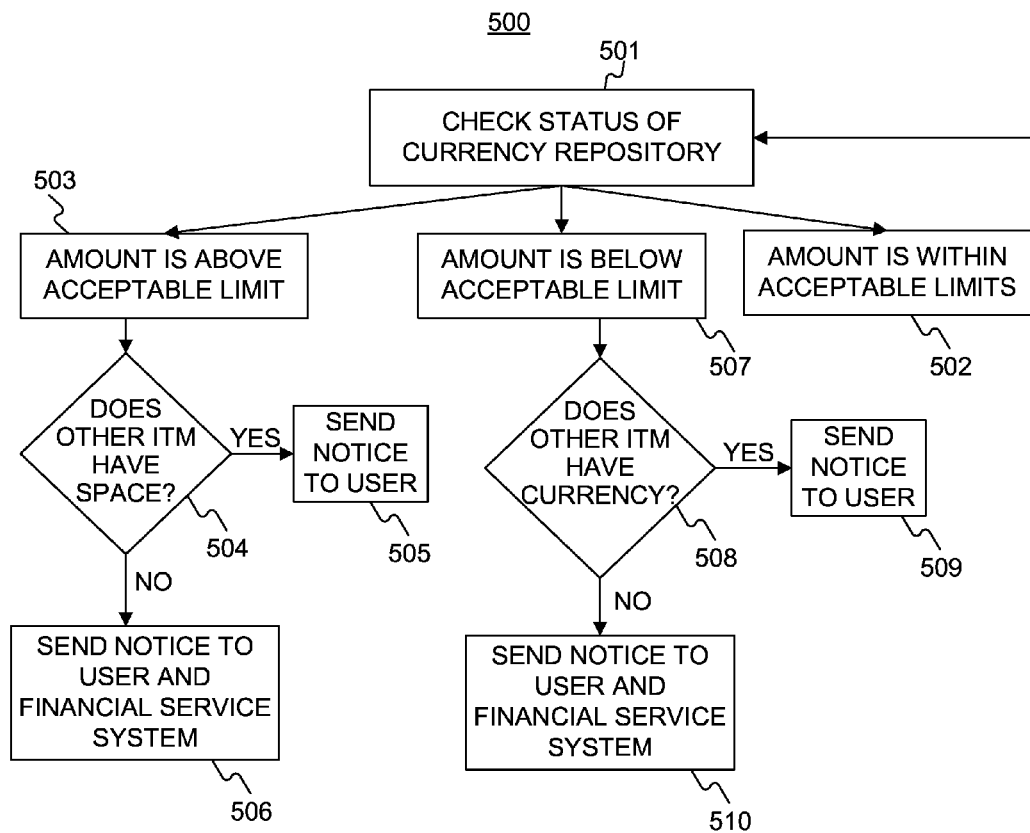 500
501
CHECK STATUS OF
CURRENCY REPOSITORY
503
AMOUNT IS ABOVE
ACCEPTABLE LIMIT
AMOUNT IS BELOW
ACCEPTABLE LIMIT
507
AMOUNT IS WITHIN
ACCEPTABLE LIMITS
502
DOES
OTHER ITM
HAVE
SPACE?
504
YES
SEND
NOTICE
TO USER
505
DOES
OTHER ITM
HAVE
CURRENCY?
508
YES
SEND
NOTICE
TO USER
509
NO
SEND NOTICE TO
USER AND
FINANCIAL SERVICE
SYSTEM
506
NO
SEND NOTICE TO
USER AND
FINANCIAL SERVICE
SYSTEM
510